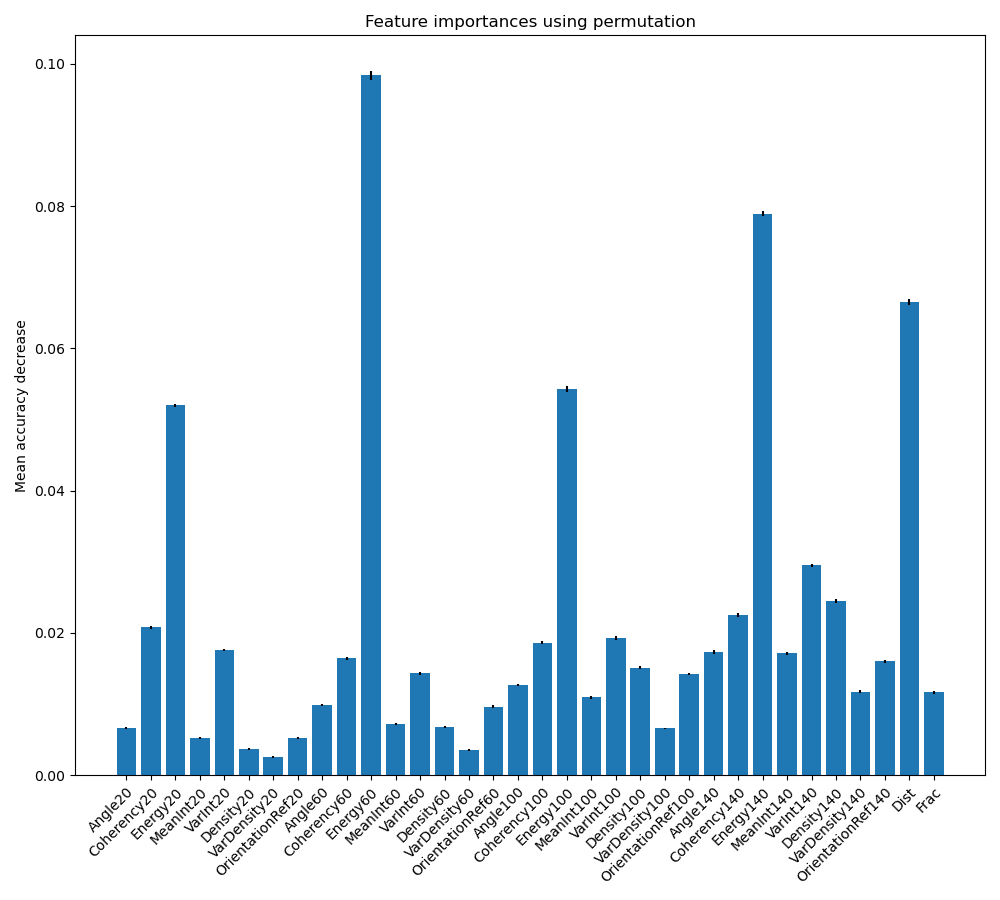 Feature importances using permutation
Mean accuracy decrease
0.10
0.08
0.06
0.04
0.02
0.00
Angle20
Coherency20
Energy20
MeanInt20
VarInt20
Density20
VarDensity20
OrientationRef20
Angle60
Coherency60
Energy60
MeanInt60
VarInt60
Density60
VarDensity60
OrientationRef60
Angle100
Coherency100
Energy100
MeanInt100
VarInt100
Density100
VarDensity100
OrientationRef100
Angle140
Coherency140
Energy140
MeanInt140
VarInt140
Density140
VarDensity140
OrientationRef140
Dist
Frac